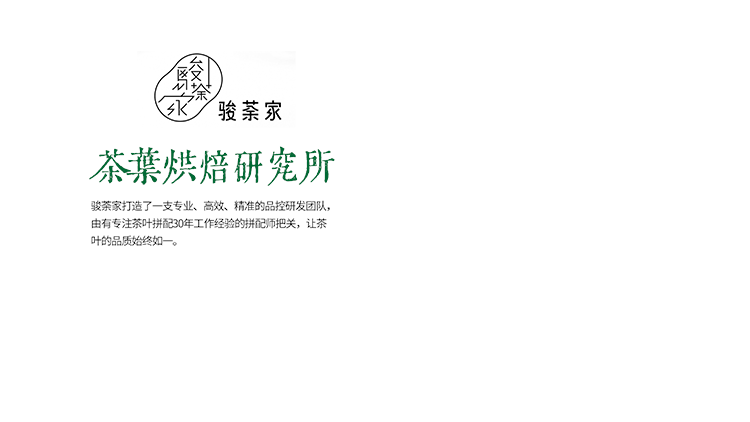 骏荼家
茶葉烘焙研究所
骏荼家打造了一支专业、高效、精准的品控研发团队，
由有专注茶叶拼配30年工作经验的拼配师把关，让茶
叶的品质始终如一。